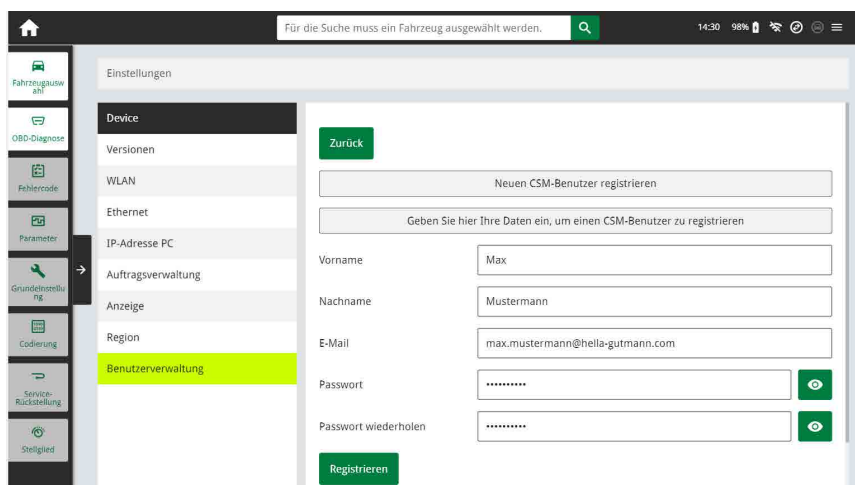 Für die Suche muss ein Fahrzeug ausgewählt werden.
14:30
98%
Fahrzeugausw
ahl
OBD-Diagnose
Fehlercode
Parameter
Grundeinstellu
ng
Codierung
Service-
Rückstellung
Stellglied
Einstellungen
Device
Versionen
WLAN
Ethernet
IP-Adresse PC
Auftragsverwaltung
Anzeige
Region
Benutzerverwaltung
Zurück
Neuen CSM-Benutzer registrieren
Geben Sie hier Ihre Daten ein, um einen CSM-Benutzer zu registrieren
Vorname
Max
Nachname
Mustermann
E-Mail
max.mustermann@hella-gutmann.com
Passwort
••••••••••
Passwort wiederholen
••••••••••
Registrieren